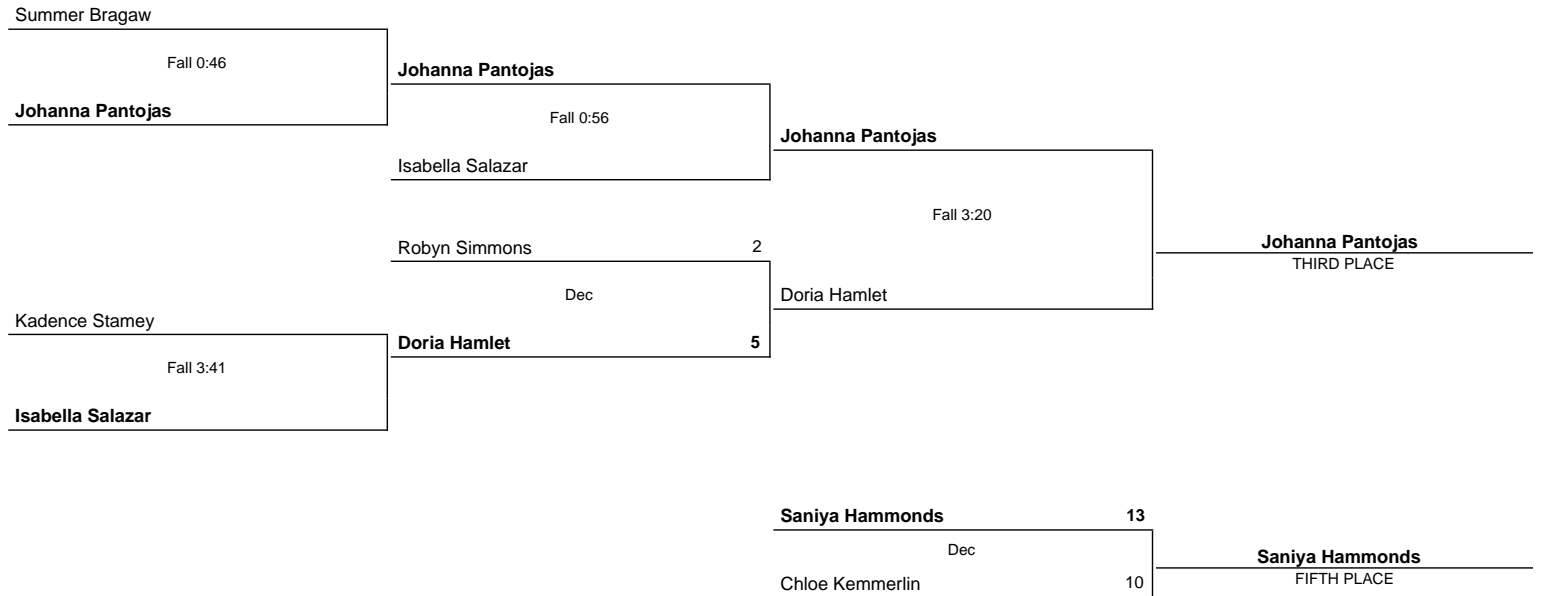 Summer Bragaw
Fall 0:46
Johanna Pantojas
Johanna Pantojas
Fall 0:56
Isabella Salazar
Johanna Pantojas
Fall 3:20
Doria Hamlet
Johanna Pantojas
THIRD PLACE
Robyn Simmons 2
Dec
Doria Hamlet 5
Kadence Stamey
Fall 3:41
Isabella Salazar
Saniya Hammonds 13
Dec
Chloe Kemmerlin 10
Saniya Hammonds
FIFTH PLACE